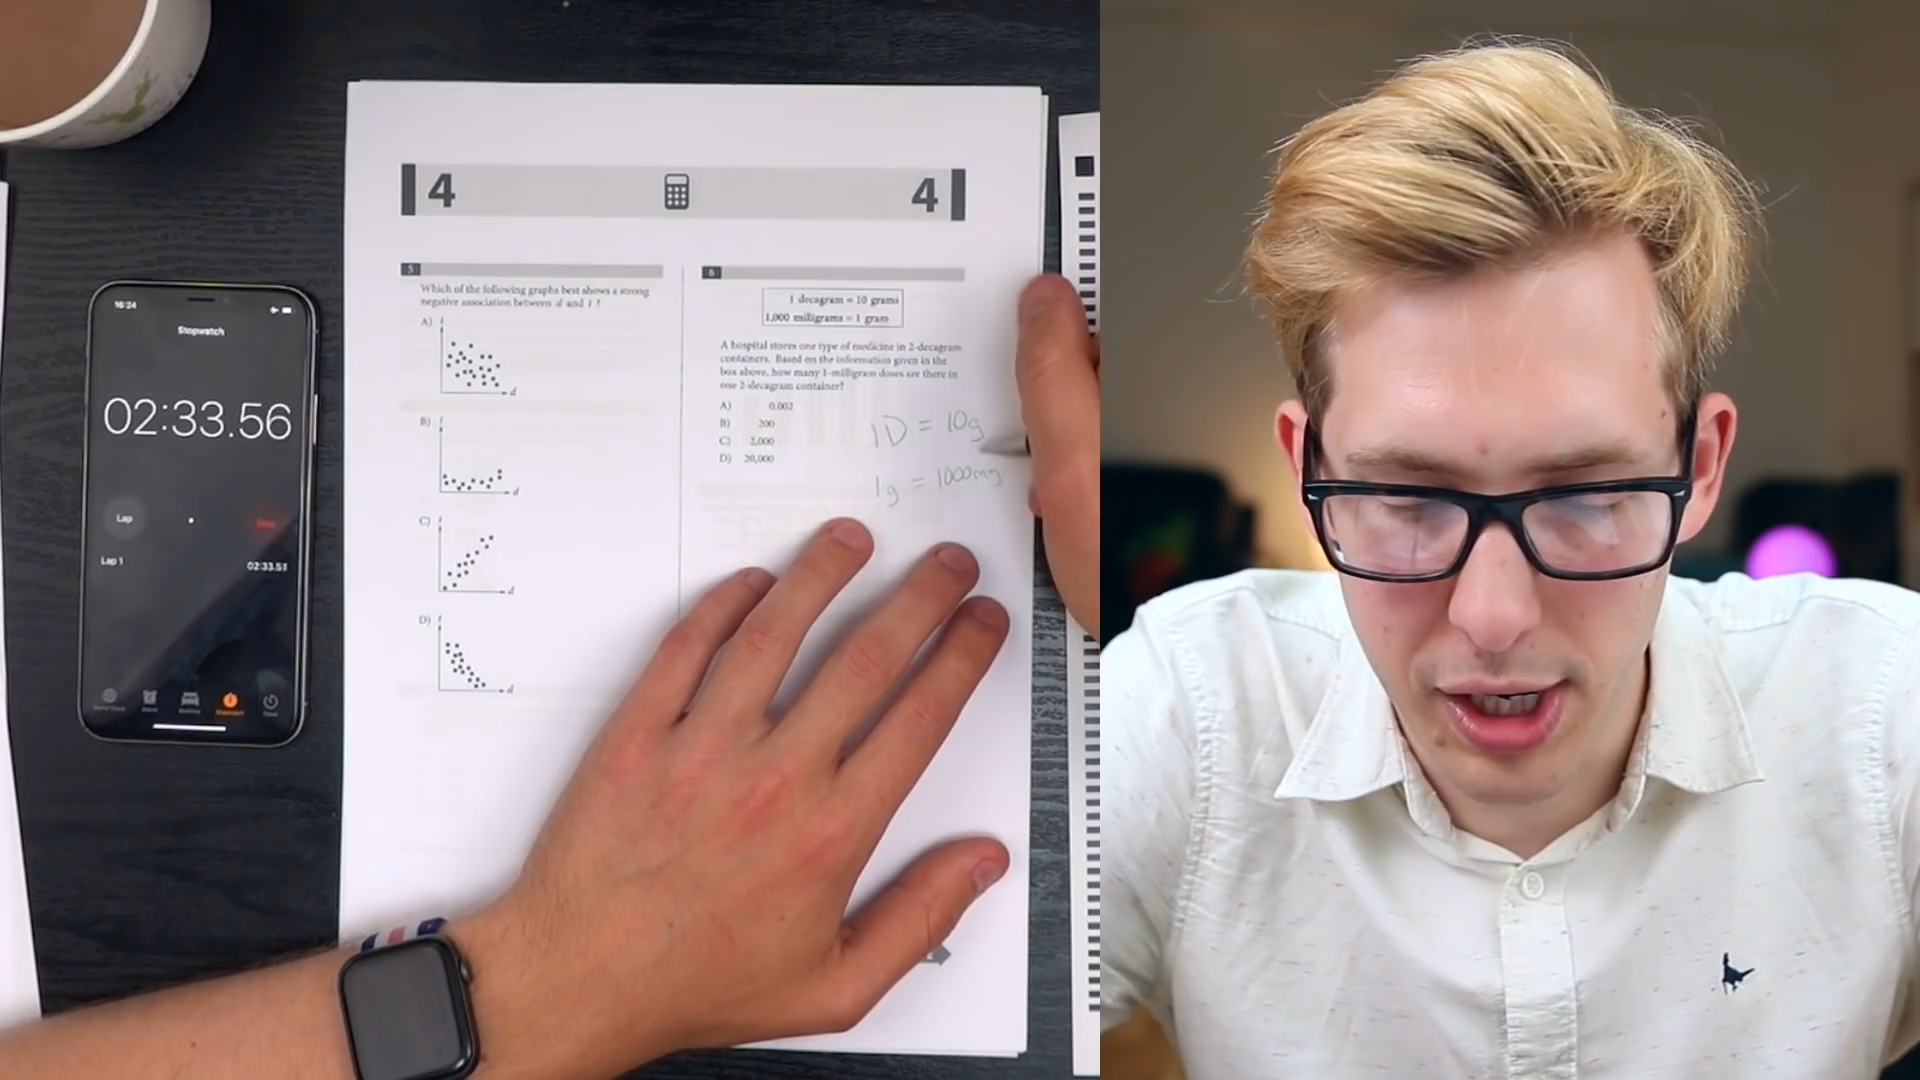 16:24
Stopwatch
02:33.56
Lap
Stop
Lap 1
02:33.51
4
4
5
Which of the following graphs best shows a strong
negative association between d and t ?
A)
t
d
B)
t
d
C)
t
d
D)
t
d
6
1 decagram = 10 grams
1,000 milligrams = 1 gram
A hospital stores one type of medicine in 2-decagram
containers. Based on the information given in the
box above, how many 1-milligram doses are there in
one 2-decagram container?
A) 0.002
B) 200
C) 2,000
D) 20,000
1D = 10g
1g = 1000mg